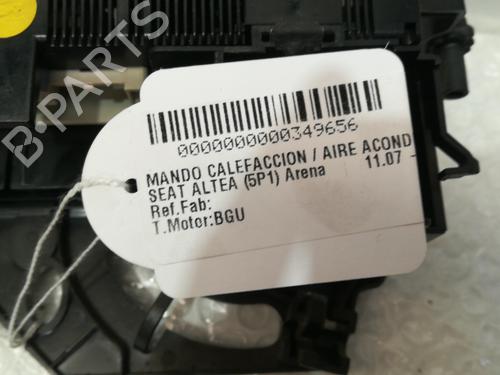 B-PARTS
0000000000349656
MANDO CALEFACCION / AIRE ACOND
SEAT ALTEA (5P1) Arena 11.07 -
Ref.Fab:
T.Motor:BGU